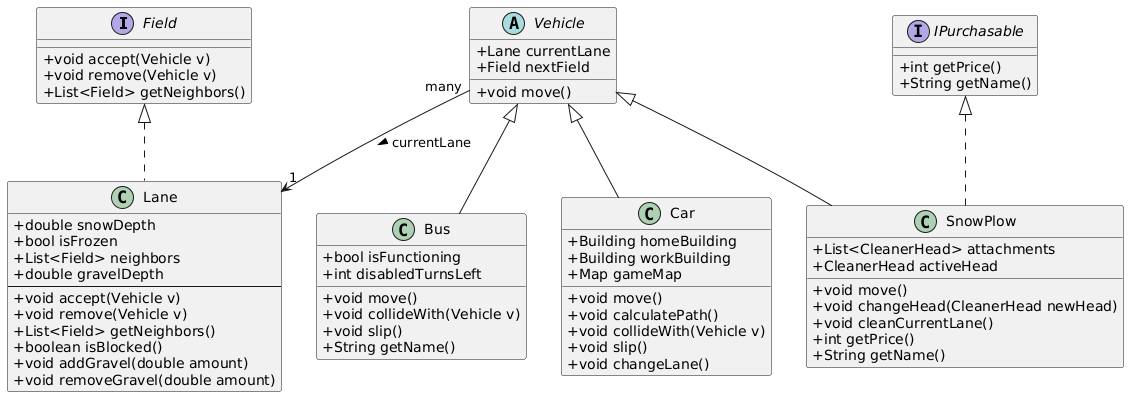 I Field
+void accept(Vehicle v)
+void remove(Vehicle v)
+List<Field> getNeighbors()
A Vehicle
+Lane currentLane
+Field nextField
+void move()
I IPurchasable
+int getPrice()
+String getName()
many
currentLane
1
C Lane
+double snowDepth
+bool isFrozen
+List<Field> neighbors
+double gravelDepth
+void accept(Vehicle v)
+void remove(Vehicle v)
+List<Field> getNeighbors()
+boolean isBlocked()
+void addGravel(double amount)
+void removeGravel(double amount)
C Bus
+bool isFunctioning
+int disabledTurnsLeft
+void move()
+void collideWith(Vehicle v)
+void slip()
+String getName()
C Car
+Building homeBuilding
+Building workBuilding
+Map gameMap
+void move()
+void calculatePath()
+void collideWith(Vehicle v)
+void slip()
+void changeLane()
C SnowPlow
+List<CleanerHead> attachments
+CleanerHead activeHead
+void move()
+void changeHead(CleanerHead newHead)
+void cleanCurrentLane()
+int getPrice()
+String getName()